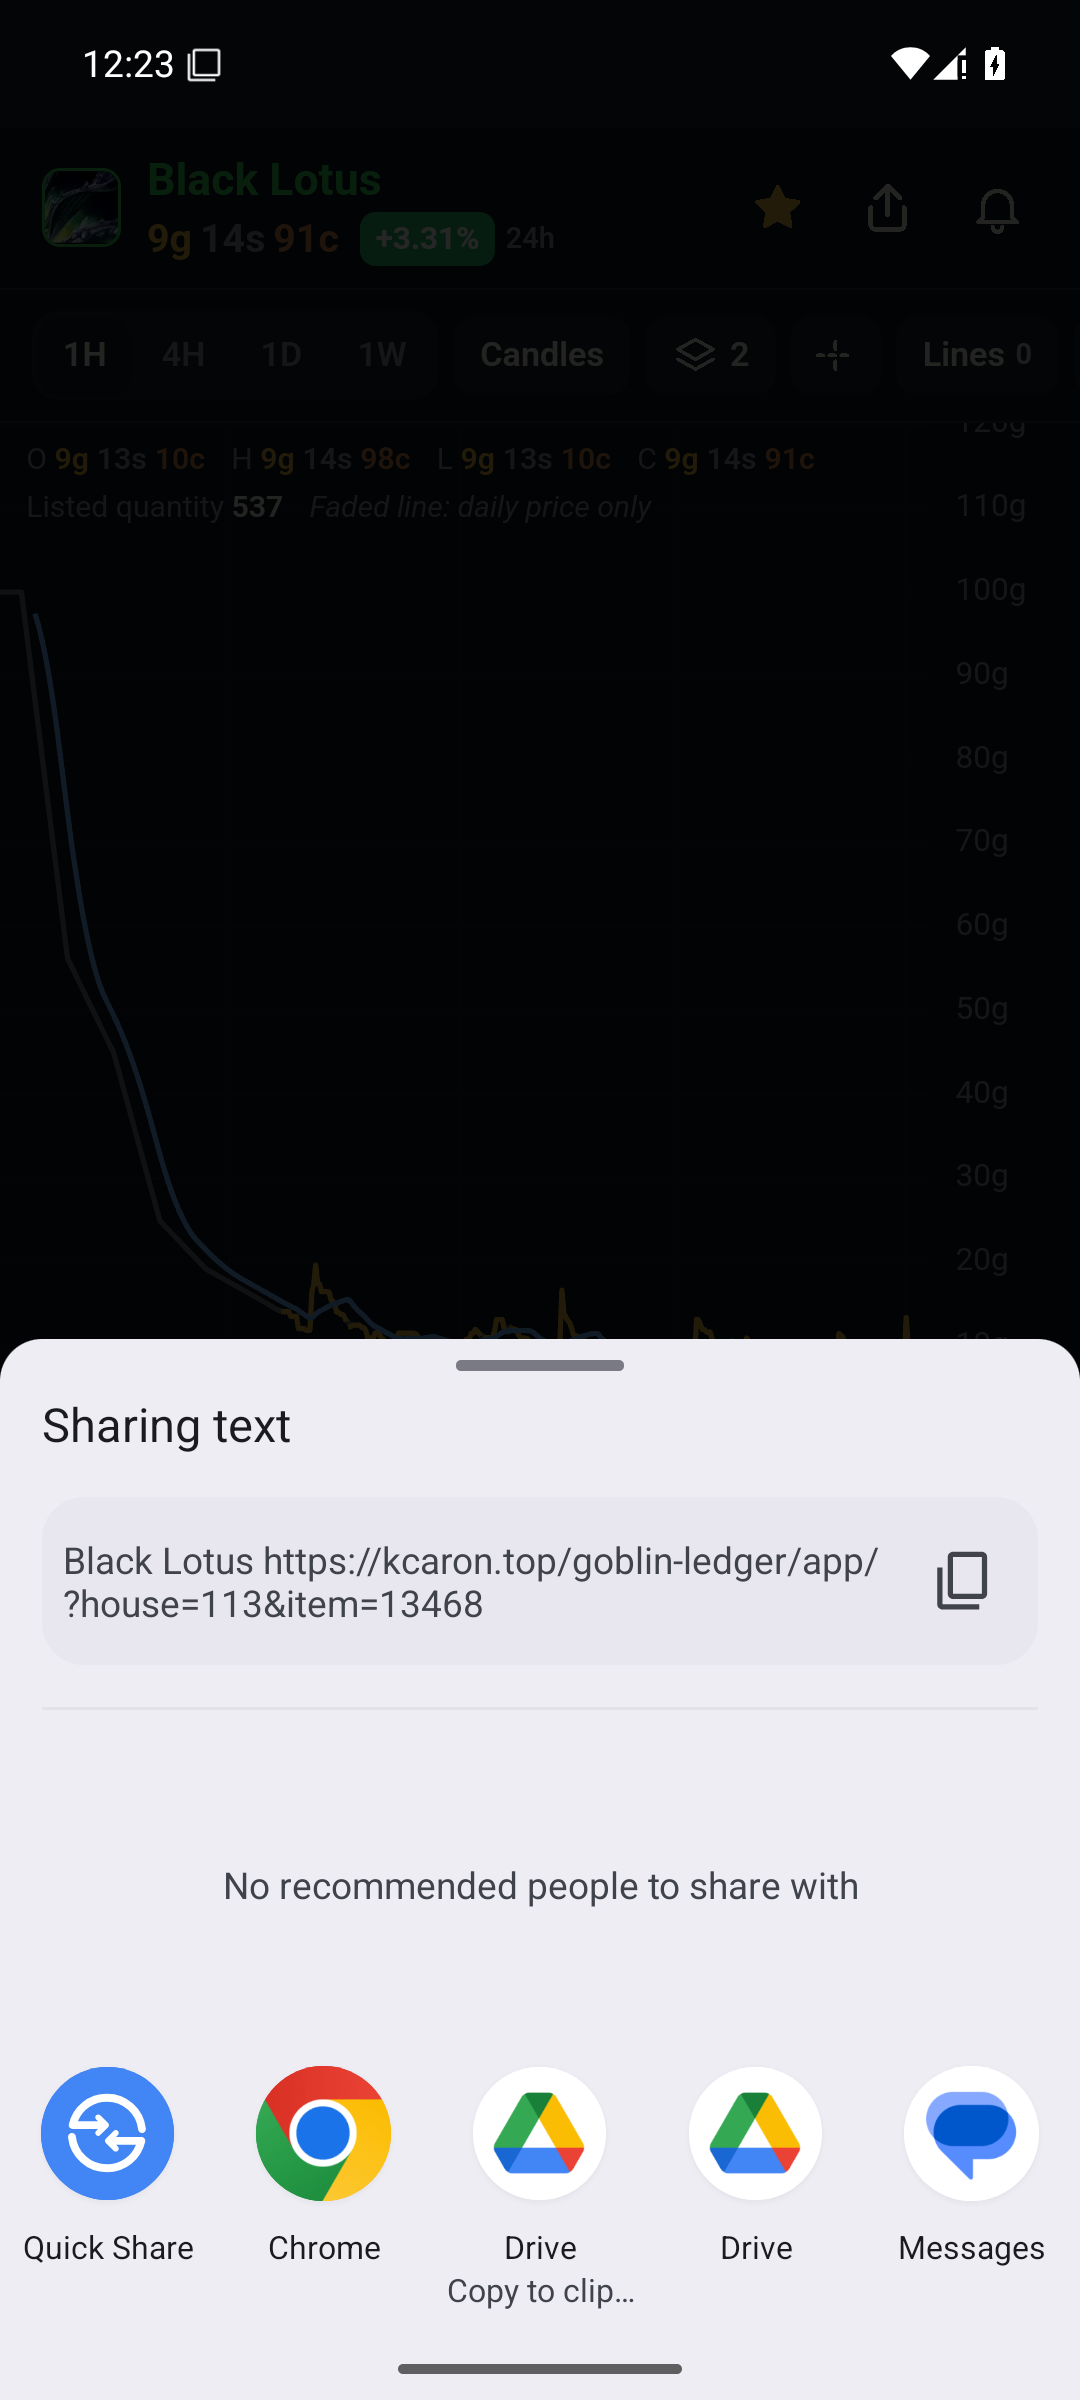 12:23
Black Lotus
9g 14s 91c +3.31% 24h
1H 4H 1D 1W Candles 2 Lines 0
120g
O 9g 13s 10c H 9g 14s 98c L 9g 13s 10c C 9g 14s 91c
Listed quantity 537 Faded line: daily price only
110g
100g
90g
80g
70g
60g
50g
40g
30g
20g
10g
Sharing text
Black Lotus https://kcaron.top/goblin-ledger/app/
?house=113&item=13468
No recommended people to share with
Quick Share Chrome Drive Drive Messages
Copy to clip…